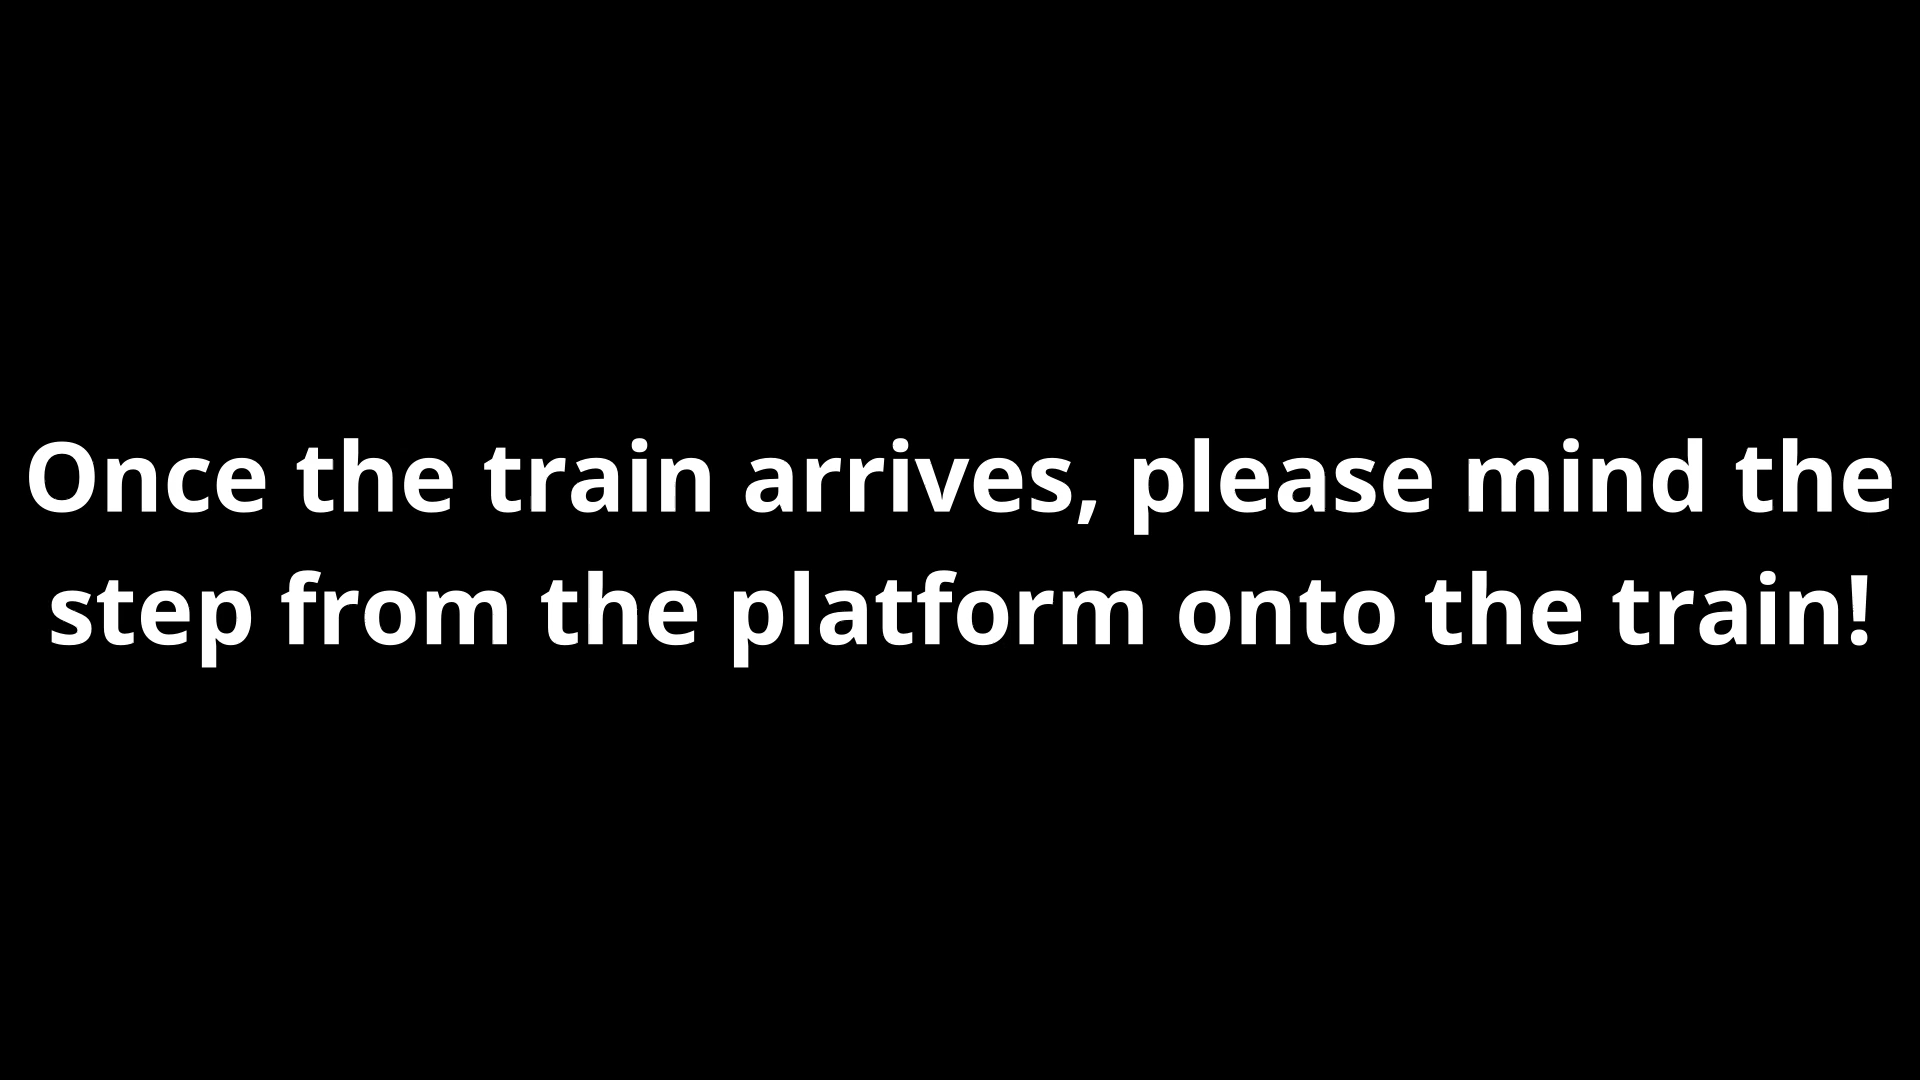 Once the train arrives, please mind the
step from the platform onto the train!